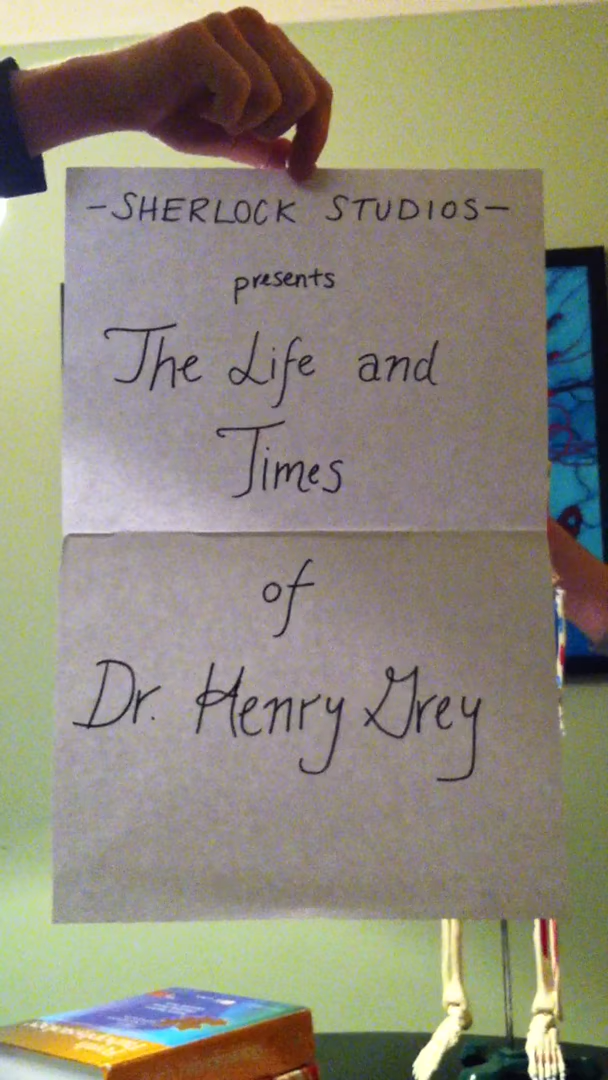 -SHERLOCK STUDIOS-
presents
The Life and
Times
of
Dr. Henry Grey